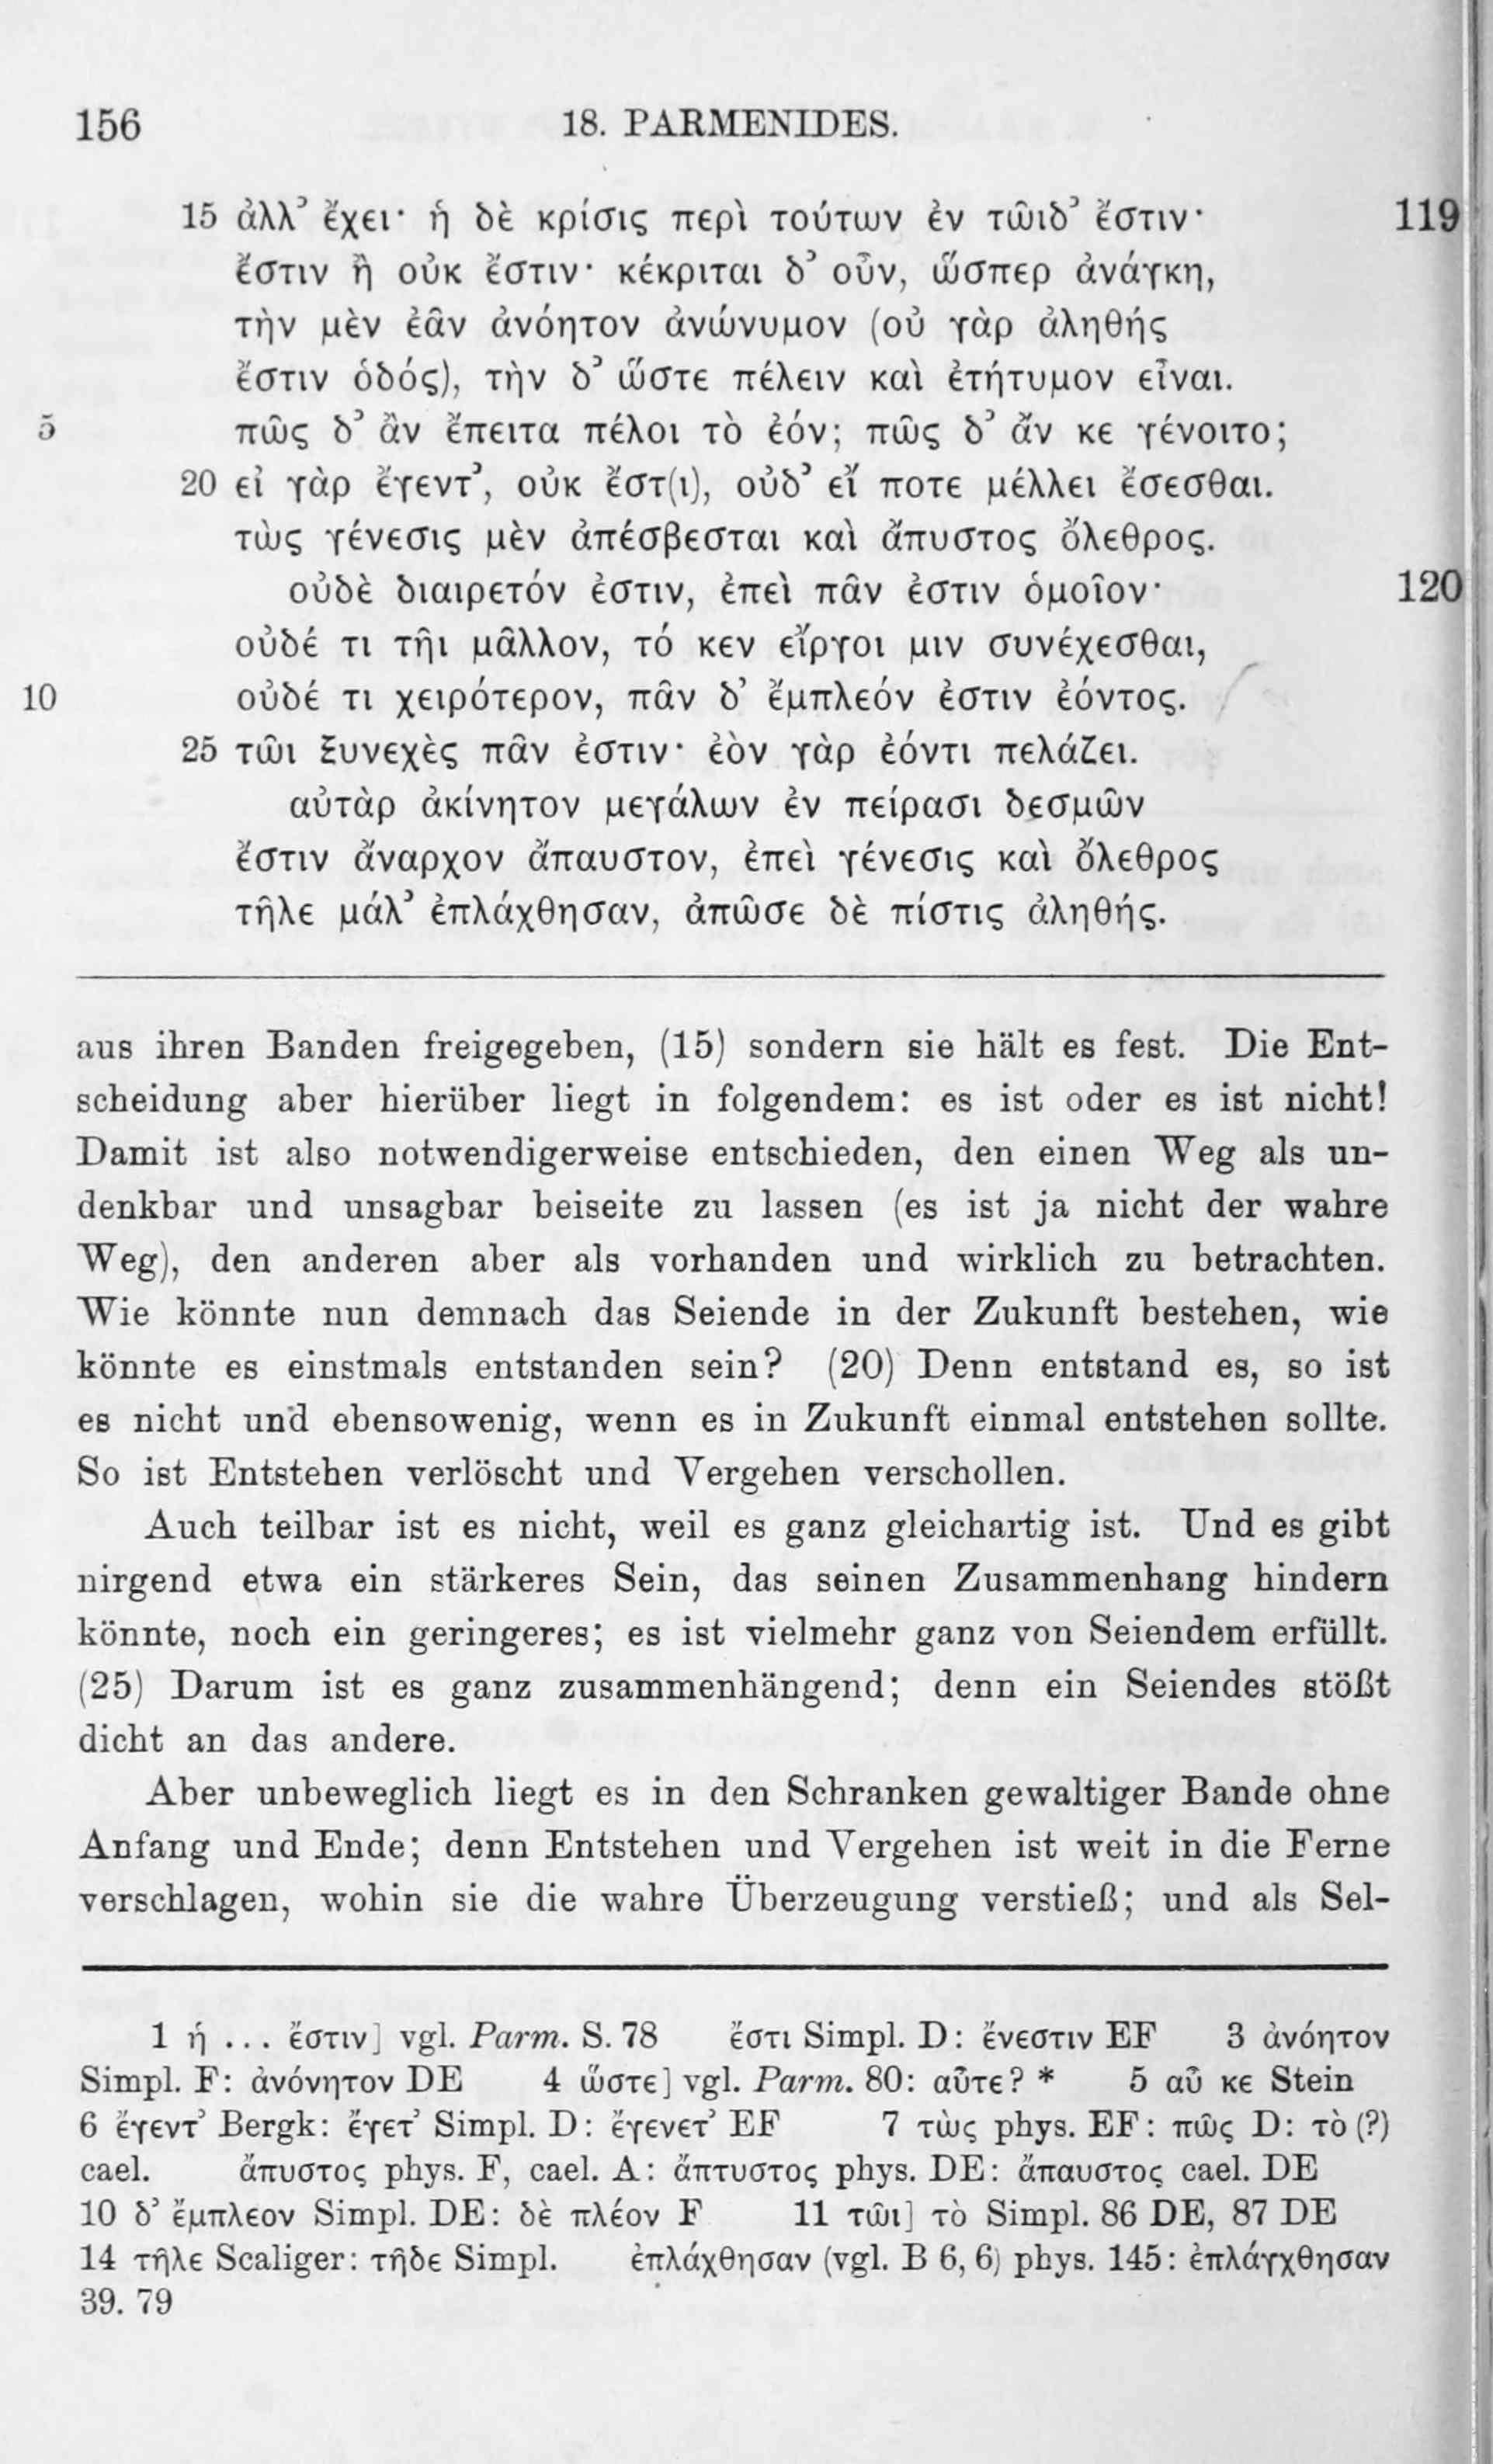 156 18. PARMENIDES.
15 ἀλλ’ ἔχει· ἡ δὲ κρίσις περὶ τούτων ἐν τῶιδ’ ἔστιν· 119
ἔστιν ἢ οὐκ ἔστιν· κέκριται δ’ οὖν, ὥσπερ ἀνάγκη,
τὴν μὲν ἐᾶν ἀνόητον ἀνώνυμον (οὐ γὰρ ἀληθής
ἔστιν ὁδός), τὴν δ’ ὥστε πέλειν καὶ ἐτήτυμον εἶναι.
5 πῶς δ’ ἂν ἔπειτα πέλοι τὸ ἐόν; πῶς δ’ ἄν κε γένοιτο;
20 εἰ γὰρ ἔγεντ’, οὐκ ἔστ(ι), οὐδ’ εἴ ποτε μέλλει ἔσεσθαι.
τὼς γένεσις μὲν ἀπέσβεσται καὶ ἄπυστος ὄλεθρος.
οὐδὲ διαιρετόν ἐστιν, ἐπεὶ πᾶν ἐστιν ὁμοῖον· 120
οὐδέ τι τῆι μᾶλλον, τό κεν εἴργοι μιν συνέχεσθαι,
10 οὐδέ τι χειρότερον, πᾶν δ’ ἔμπλεόν ἐστιν ἐόντος.
25 τῶι ξυνεχὲς πᾶν ἐστιν· ἐὸν γὰρ ἐόντι πελάζει.
αὐτὰρ ἀκίνητον μεγάλων ἐν πείρασι δεσμῶν
ἔστιν ἄναρχον ἄπαυστον, ἐπεὶ γένεσις καὶ ὄλεθρος
τῆλε μάλ’ ἐπλάχθησαν, ἀπῶσε δὲ πίστις ἀληθής.
aus ihren Banden freigegeben, (15) sondern sie hält es fest. Die Ent-
scheidung aber hierüber liegt in folgendem: es ist oder es ist nicht!
Damit ist also notwendigerweise entschieden, den einen Weg als un-
denkbar und unsagbar beiseite zu lassen (es ist ja nicht der wahre
Weg), den anderen aber als vorhanden und wirklich zu betrachten.
Wie könnte nun demnach das Seiende in der Zukunft bestehen, wie
könnte es einstmals entstanden sein? (20) Denn entstand es, so ist
es nicht und ebensowenig, wenn es in Zukunft einmal entstehen sollte.
So ist Entstehen verlöscht und Vergehen verschollen.
Auch teilbar ist es nicht, weil es ganz gleichartig ist. Und es gibt
nirgend etwa ein stärkeres Sein, das seinen Zusammenhang hindern
könnte, noch ein geringeres; es ist vielmehr ganz von Seiendem erfüllt.
(25) Darum ist es ganz zusammenhängend; denn ein Seiendes stößt
dicht an das andere.
Aber unbeweglich liegt es in den Schranken gewaltiger Bande ohne
Anfang und Ende; denn Entstehen und Vergehen ist weit in die Ferne
verschlagen, wohin sie die wahre Überzeugung verstieß; und als Sel-
1 ἡ ... ἔστιν] vgl. Parm. S. 78 ἔστι Simpl. D: ἔνεστιν EF 3 ἀνόητον
Simpl. F: ἀνόνητον DE 4 ὥστε] vgl. Parm. 80: αὖτε? * 5 αὖ κε Stein
6 ἔγεντ’ Bergk: ἔγετ’ Simpl. D: ἔγενετ’ EF 7 τὼς phys. EF: πῶς D: τὸ (?)
cael. ἄπυστος phys. F, cael. A: ἄπτυστος phys. DE: ἄπαυστος cael. DE
10 δ’ ἔμπλεον Simpl. DE: δὲ πλέον F 11 τῶι] τὸ Simpl. 86 DE, 87 DE
14 τῆλε Scaliger: τῆδε Simpl. ἐπλάχθησαν (vgl. B 6, 6) phys. 145: ἐπλάγχθησαν
39. 79